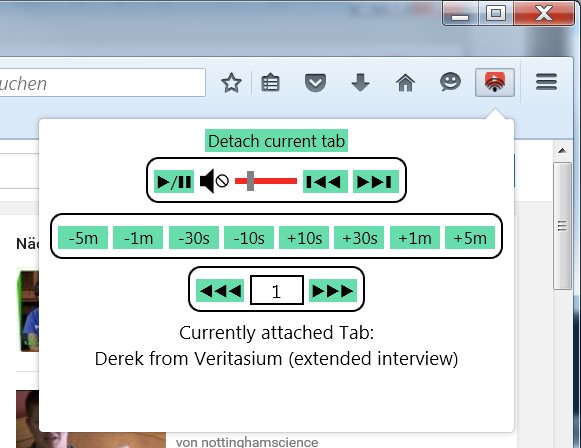 uchen
Detach current tab
-5m -1m -30s -10s +10s +30s +1m +5m
1
Currently attached Tab:
Derek from Veritasium (extended interview)
Näc
von nottinghamscience